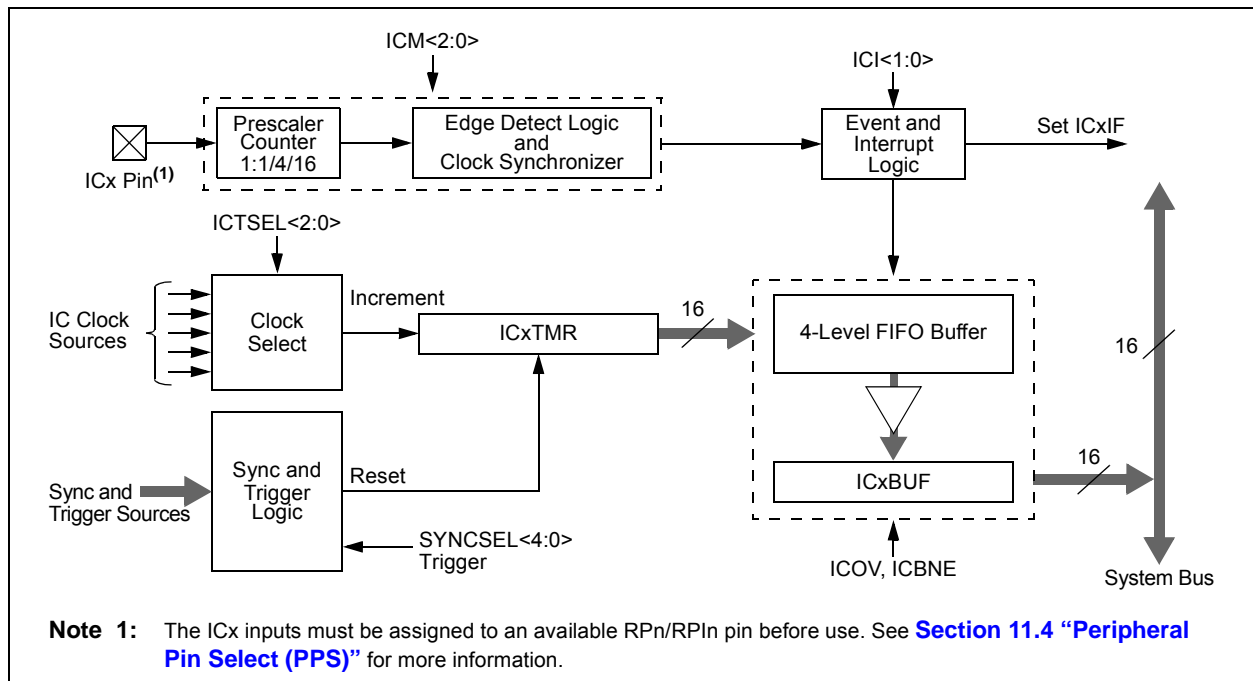 ICM<2:0>
ICI<1:0>
Prescaler
Counter
1:1/4/16
Edge Detect Logic
and
Clock Synchronizer
Event and
Interrupt
Logic
Set ICxIF
ICx Pin(1)
ICTSEL<2:0>
IC Clock
Sources
Clock
Select
Increment
ICxTMR
16
4-Level FIFO Buffer
16
Sync and
Trigger Sources
Sync and
Trigger
Logic
Reset
ICxBUF
16
SYNCSEL<4:0>
Trigger
ICOV, ICBNE
System Bus
Note 1: The ICx inputs must be assigned to an available RPn/RPIn pin before use. See Section 11.4 “Peripheral
Pin Select (PPS)” for more information.